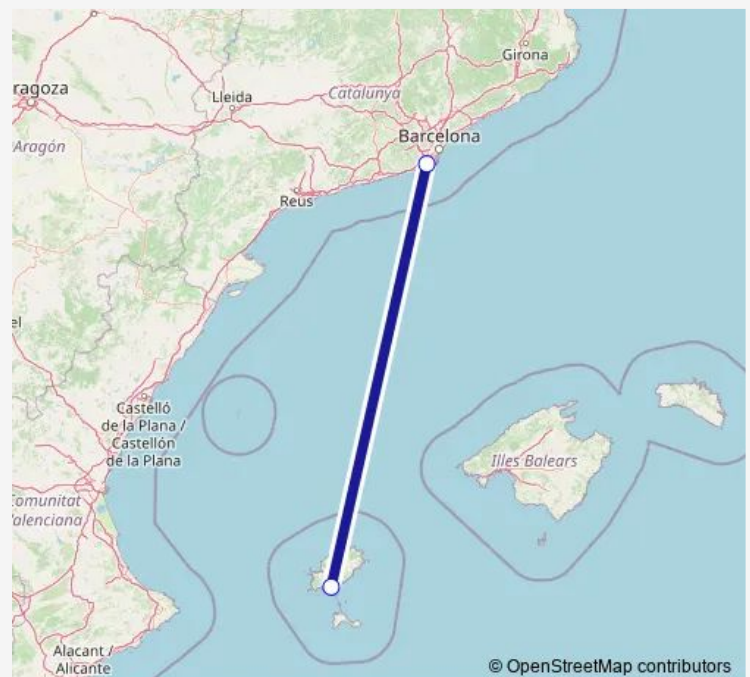 Girona
ragoza
Lleida
Catalunya
Barcelona
Aragón
Reus
el
Castelló
de la Plana /
Castellón
de la Plana
Illes Balears
Comunitat
Valenciana
Alacant /
Alicante
© OpenStreetMap contributors